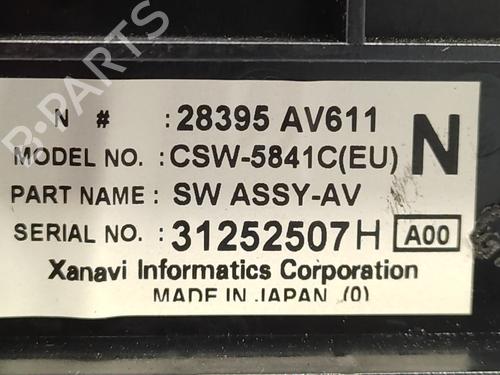 N # : 28395 AV611
MODEL NO. : CSW-5841C(EU)
N
PART NAME : SW ASSY-AV
SERIAL NO. : 31252507H A00
Xanavi Informatics Corporation
MADE IN JAPAN (0)
B-PARTS